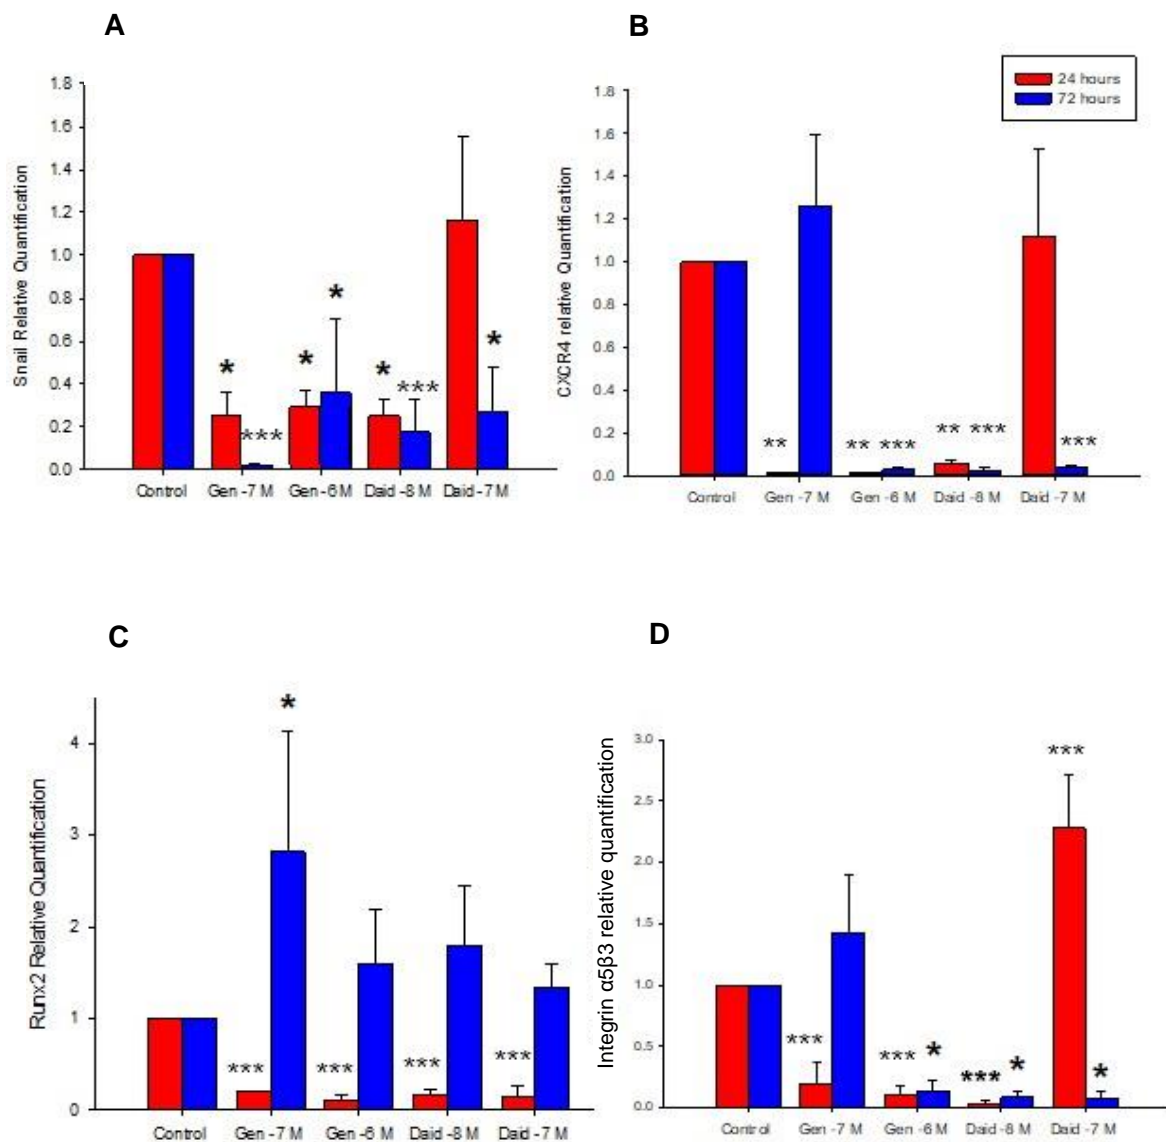 A
Snail Relative Quantification
1.8
1.6
1.4
1.2
1.0
0.8
0.6
0.4
0.2
0.0
*
***
*
*
*
***
*
Control Gen -7 M Gen -6 M Daid -8 M Daid -7 M
B
24 hours
72 hours
CXCR4 relative Quantification
1.8
1.6
1.4
1.2
1.0
0.8
0.6
0.4
0.2
0.0
** ** *** ** *** ***
Control Gen -7 M Gen -6 M Daid -8 M Daid -7 M
C
Runx2 Relative Quantification
4
3
2
1
0
*
*** *** *** ***
Control Gen -7 M Gen -6 M Daid -8 M Daid -7 M
D
Integrin α5β3 relative quantification
3.0
2.5
2.0
1.5
1.0
0.5
0.0
***
*** *** * *** * *
Control Gen -7 M Gen -6 M Daid -8 M Daid -7 M